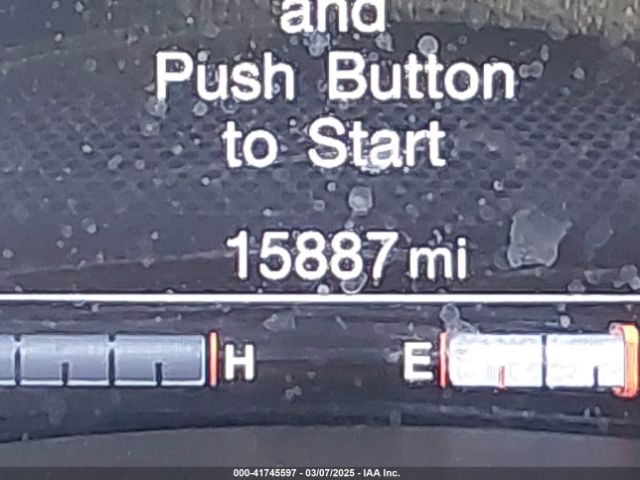 and
Push Button
to Start
15887 mi
H E
000-41745597 - 03/07/2025 - IAA Inc.